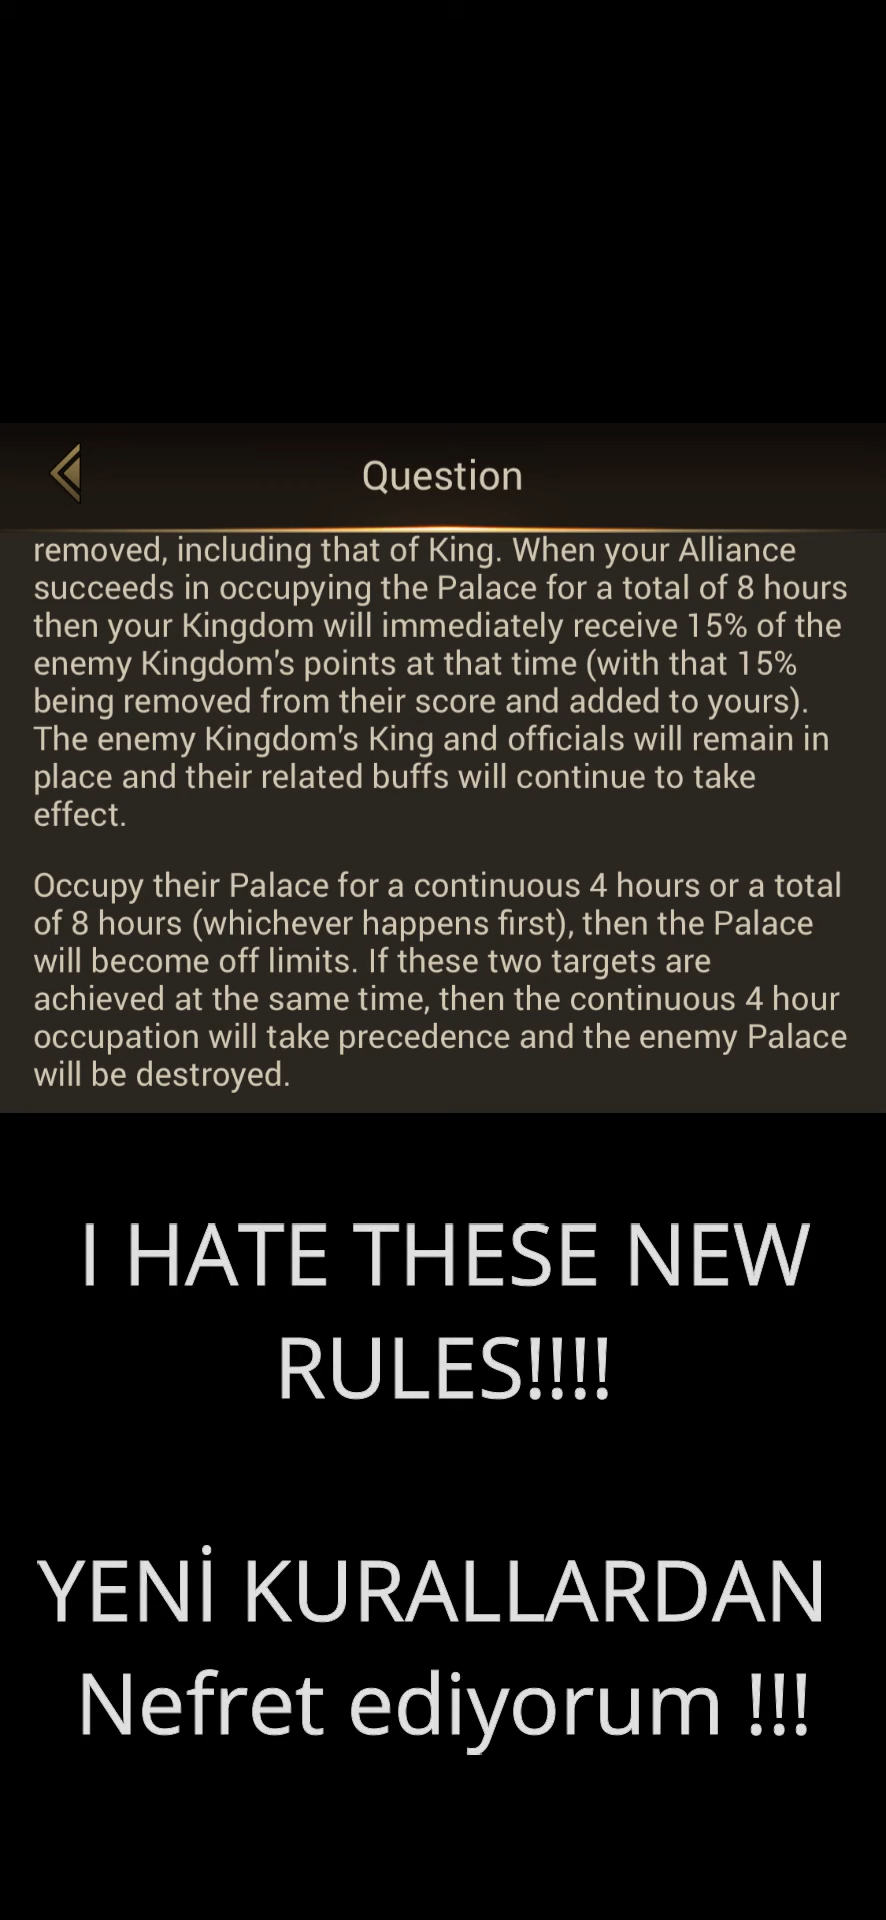 Question
removed, including that of King. When your Alliance
succeeds in occupying the Palace for a total of 8 hours
then your Kingdom will immediately receive 15% of the
enemy Kingdom's points at that time (with that 15%
being removed from their score and added to yours).
The enemy Kingdom's King and officials will remain in
place and their related buffs will continue to take
effect.
Occupy their Palace for a continuous 4 hours or a total
of 8 hours (whichever happens first), then the Palace
will become off limits. If these two targets are
achieved at the same time, then the continuous 4 hour
occupation will take precedence and the enemy Palace
will be destroyed.
I HATE THESE NEW
RULES!!!!
YENİ KURALLARDAN
Nefret ediyorum !!!